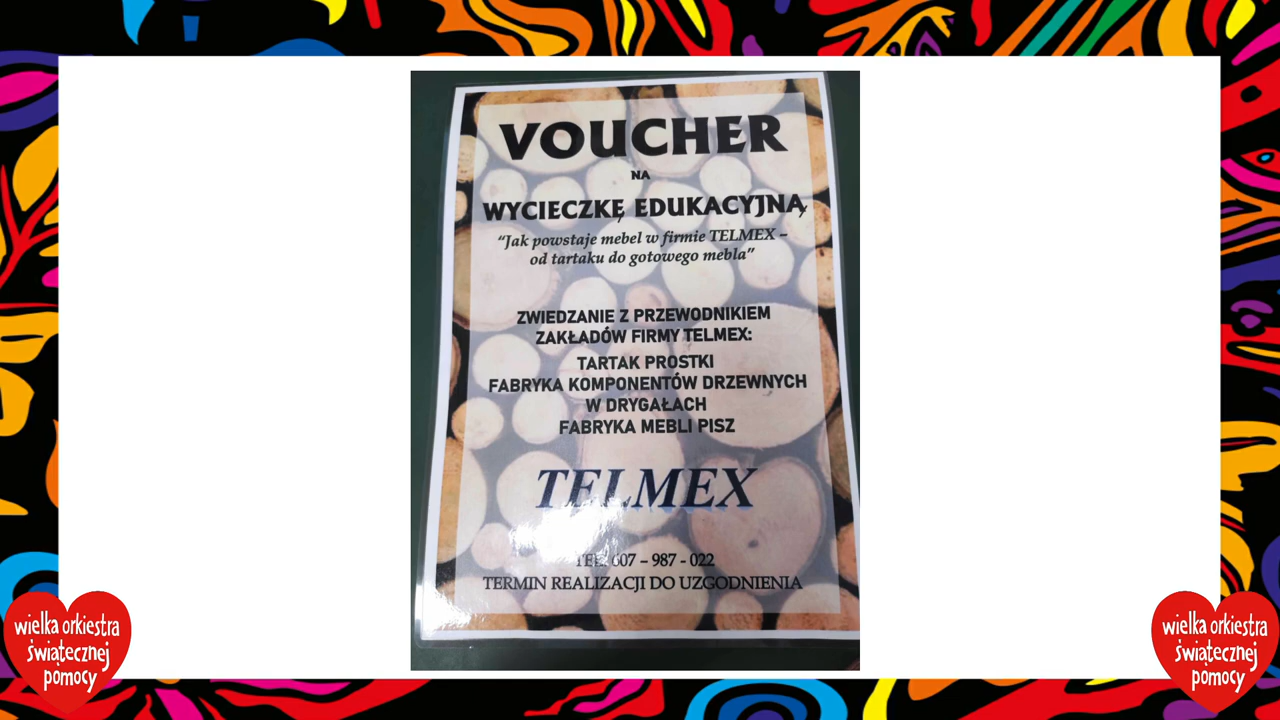 VOUCHER
NA
WYCIECZKĘ EDUKACYJNĄ
“Jak powstaje mebel w firmie TELMEX –
od tartaku do gotowego mebla”
ZWIEDZANIE Z PRZEWODNIKIEM
ZAKŁADÓW FIRMY TELMEX:
TARTAK PROSTKI
FABRYKA KOMPONENTÓW DRZEWNYCH
W DRYGAŁACH
FABRYKA MEBLI PISZ
TELMEX
TEL. 607 – 987 - 022
TERMIN REALIZACJI DO UZGODNIENIA
wielka orkiestra
świątecznej
pomocy
wielka orkiestra
świątecznej
pomocy